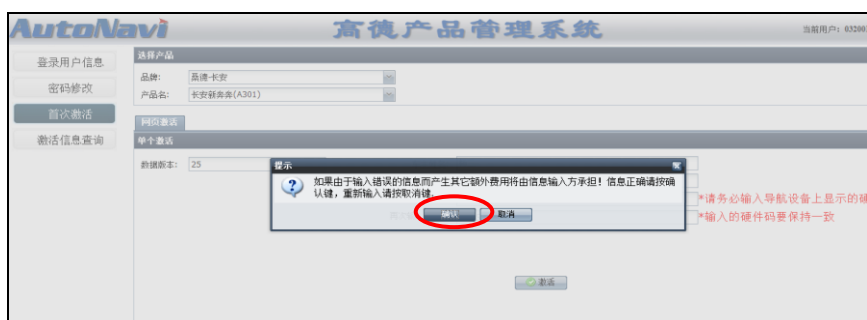 AutoNavi
高德产品管理系统
当前用户: 03200
登录用户信息
密码修改
首次激活
激活信息查询
选择产品
品牌:
桑德-长安
产品名:
长安新奔奔(A301)
网页激活
单个激活
数据版本:
25
提示
如果由于输入错误的信息而产生其它额外费用将由信息输入方承担!信息正确请按确
认键,重新输入请按取消键.
确认
取消
*请务必输入导航设备上显示的硬
*输入的硬件码要保持一致
激活